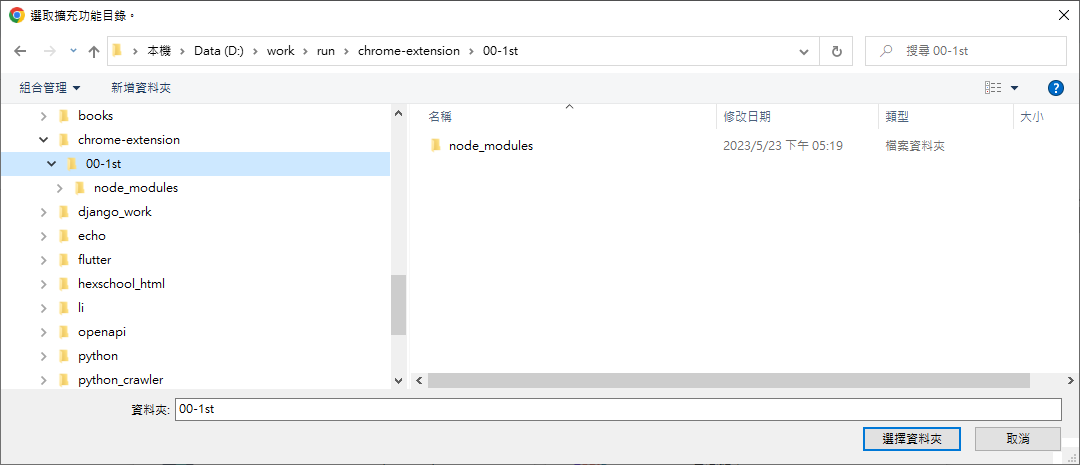 選取擴充功能目錄。
本機 Data (D:) work run chrome-extension 00-1st 搜尋 00-1st
組合管理 新增資料夾
books
chrome-extension
00-1st
node_modules
django_work
echo
flutter
hexschool_html
li
openapi
python
python_crawler
名稱 修改日期 類型 大小
node_modules 2023/5/23 下午 05:19 檔案資料夾
資料夾: 00-1st
選擇資料夾 取消